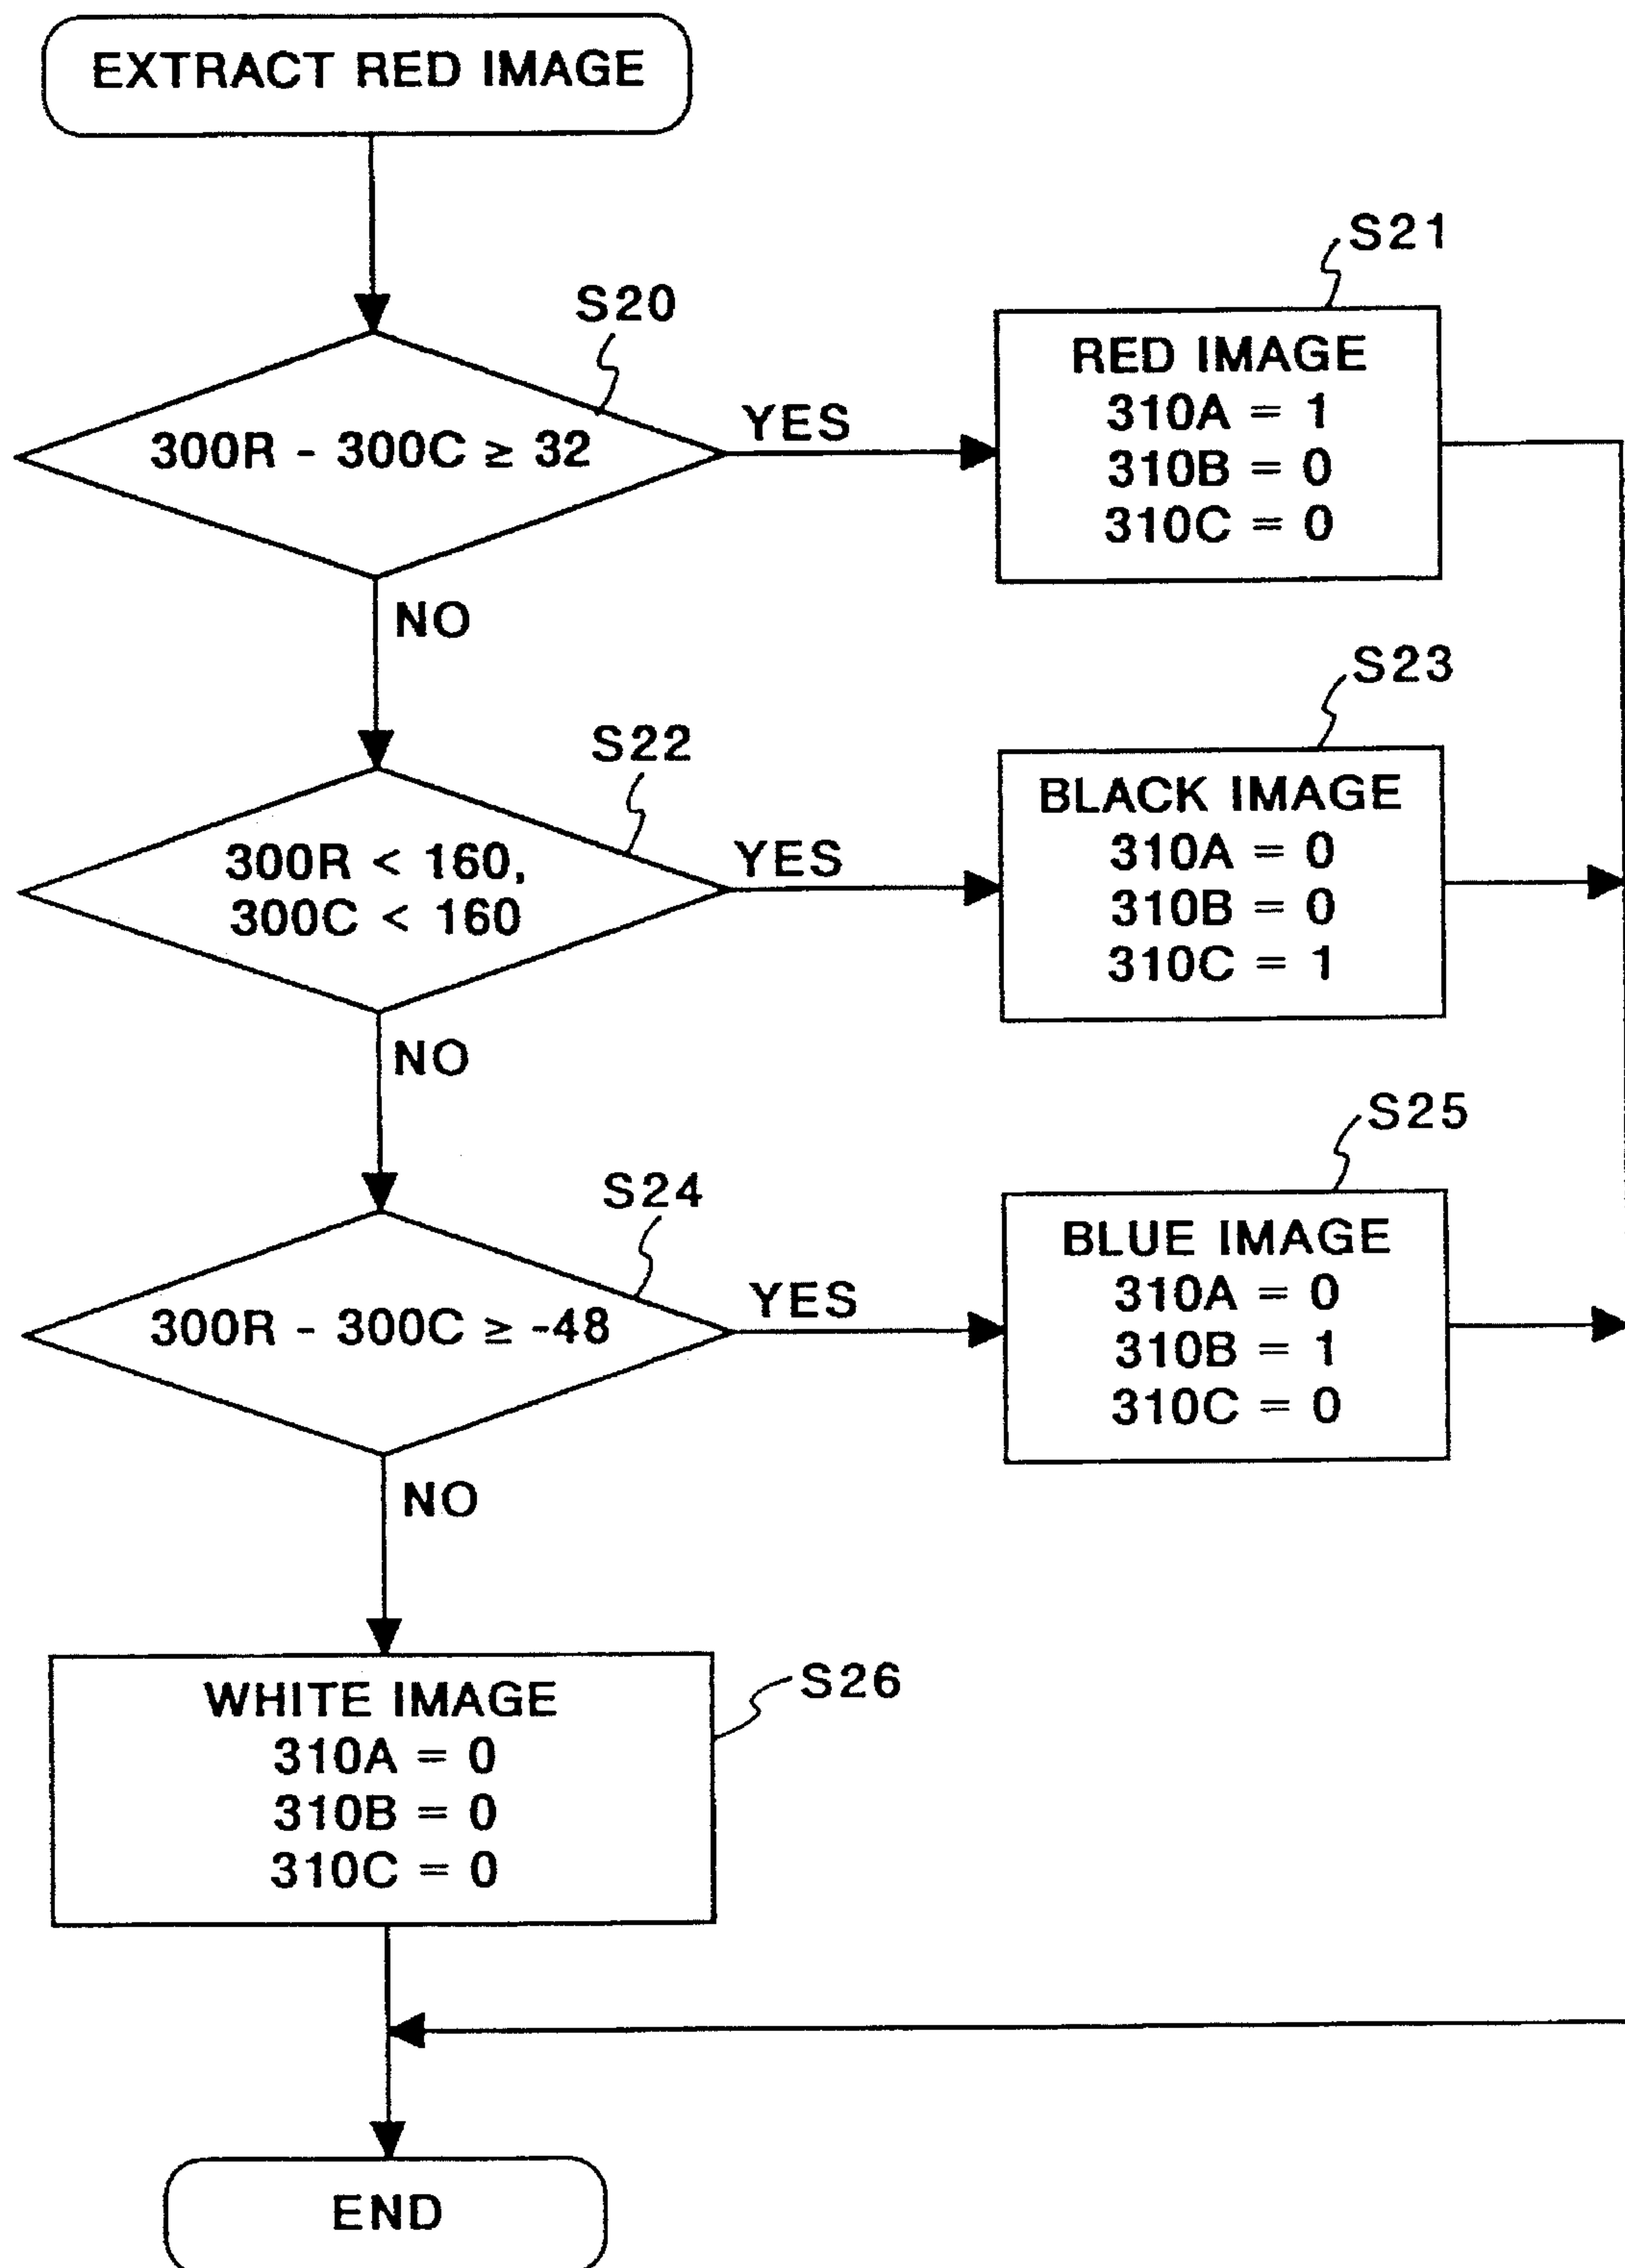 EXTRACT RED IMAGE
S20
300R - 300C ≥ 32
YES
NO
S21
RED IMAGE
310A = 1
310B = 0
310C = 0
S22
300R < 160,
300C < 160
YES
NO
S23
BLACK IMAGE
310A = 0
310B = 0
310C = 1
S24
300R - 300C ≥ -48
YES
NO
S25
BLUE IMAGE
310A = 0
310B = 1
310C = 0
S26
WHITE IMAGE
310A = 0
310B = 0
310C = 0
END